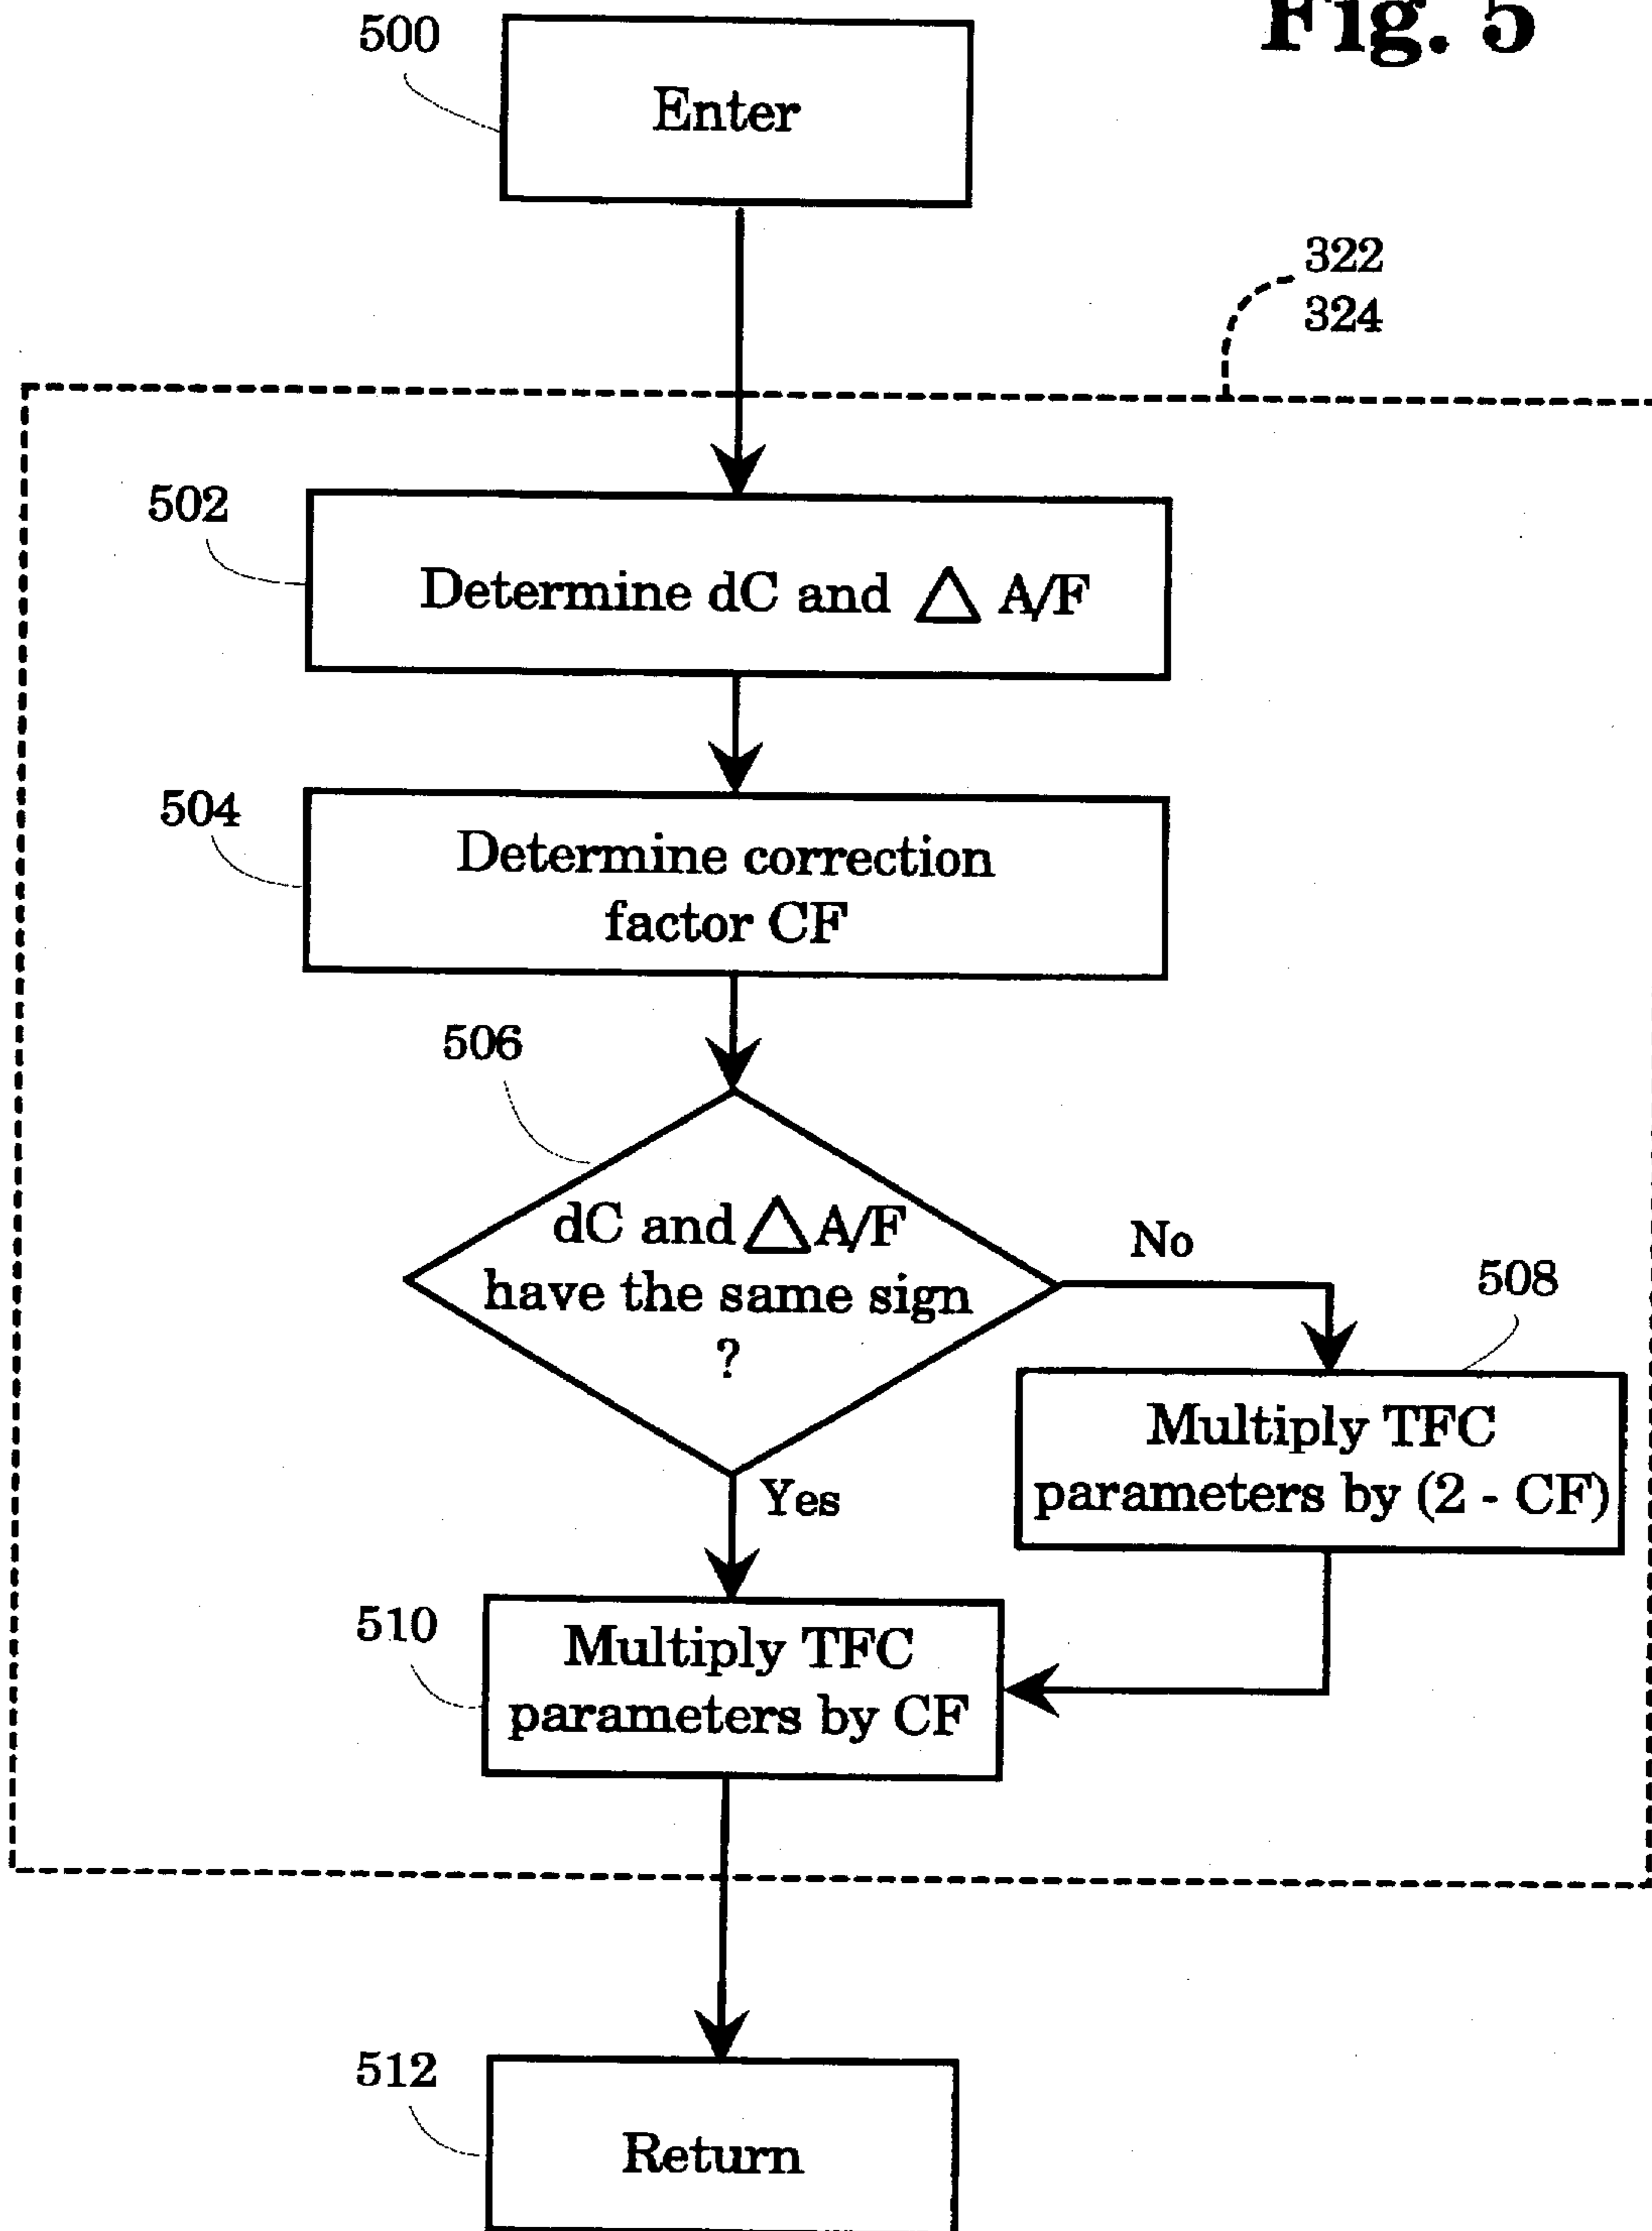 Fig. 5
500
Enter
322
324
502
Determine dC and △ A/F
504
Determine correction
factor CF
506
dC and △ A/F
have the same sign
?
No
508
Multiply TFC
parameters by (2 - CF)
Yes
510
Multiply TFC
parameters by CF
512
Return